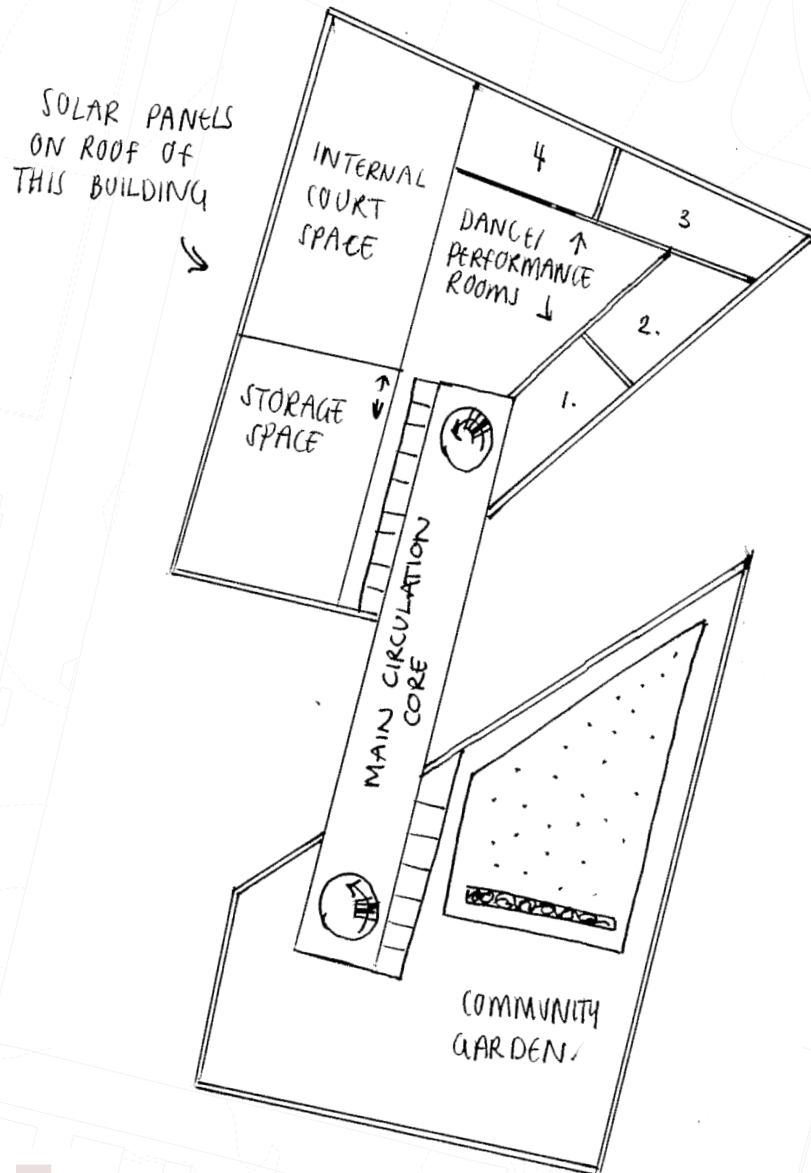 SOLAR PANELS
ON ROOF OF
THIS BUILDING
INTERNAL
COURT
SPACE
4
3
DANCE/
PERFORMANCE
ROOMS
2.
1.
STORAGE
SPACE
MAIN CIRCULATION
CORE
COMMUNITY
GARDEN